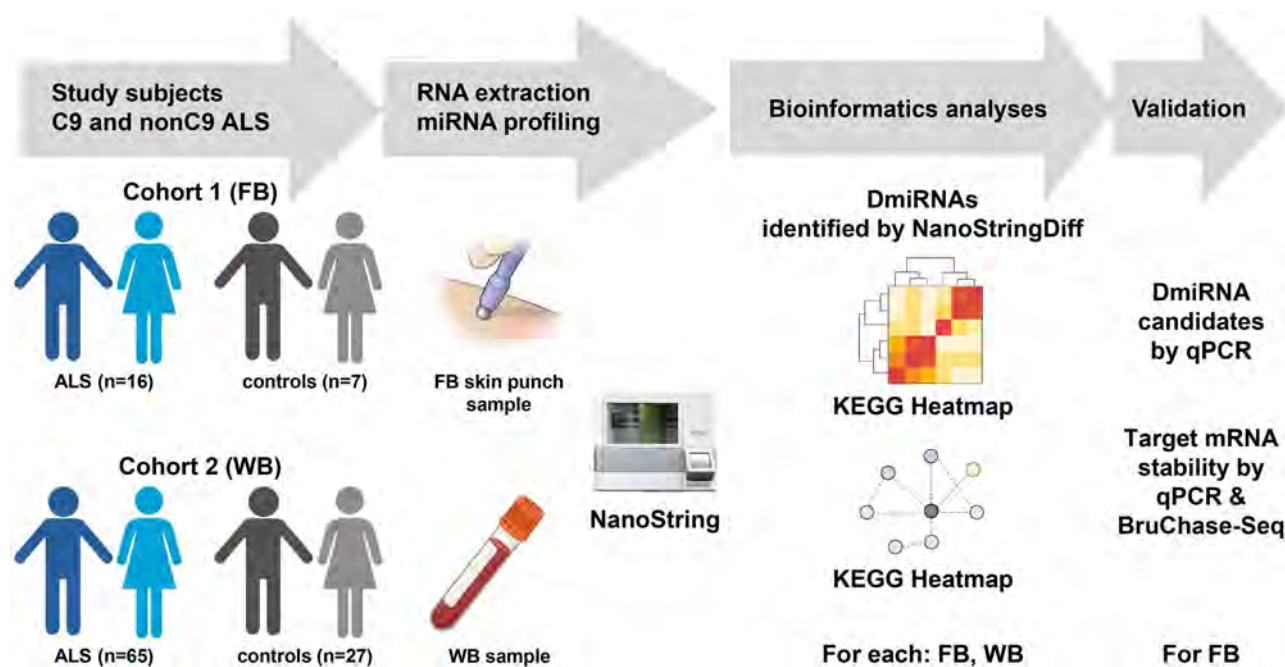 Study subjects
C9 and nonC9 ALS
RNA extraction
miRNA profiling
Bioinformatics analyses
Validation
Cohort 1 (FB)
ALS (n=16)
controls (n=7)
FB skin punch
sample
Cohort 2 (WB)
ALS (n=65)
controls (n=27)
WB sample
NanoString
DmiRNAs
identified by NanoStringDiff
KEGG Heatmap
KEGG Heatmap
For each: FB, WB
DmiRNA
candidates
by qPCR
Target mRNA
stability by
qPCR &
BruChase-Seq
For FB